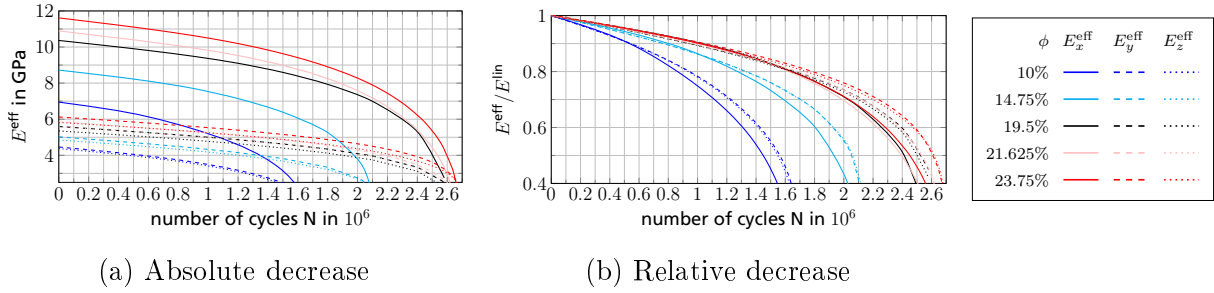 12
10
8
6
4
E^eff in GPa
0 0.2 0.4 0.6 0.8 1 1.2 1.4 1.6 1.8 2 2.2 2.4 2.6
number of cycles N in 10^6
(a) Absolute decrease
1
0.8
0.6
0.4
E^eff/E^lin
0 0.2 0.4 0.6 0.8 1 1.2 1.4 1.6 1.8 2 2.2 2.4 2.6
number of cycles N in 10^6
(b) Relative decrease
ϕ E_x^eff E_y^eff E_z^eff
10%
14.75%
19.5%
21.625%
23.75%